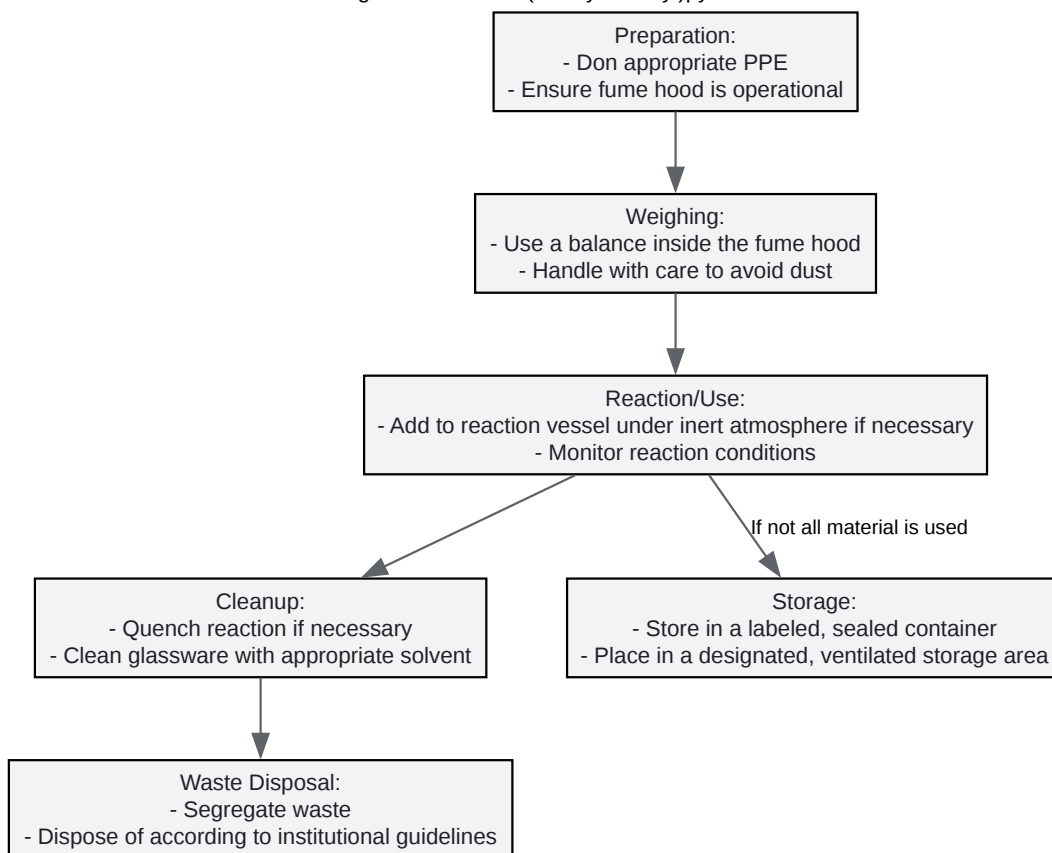 Preparation:
- Don appropriate PPE
- Ensure fume hood is operational
Weighing:
- Use a balance inside the fume hood
- Handle with care to avoid dust
Reaction/Use:
- Add to reaction vessel under inert atmosphere if necessary
- Monitor reaction conditions
If not all material is used
Cleanup:
- Quench reaction if necessary
- Clean glassware with appropriate solvent
Storage:
- Store in a labeled, sealed container
- Place in a designated, ventilated storage area
Waste Disposal:
- Segregate waste
- Dispose of according to institutional guidelines